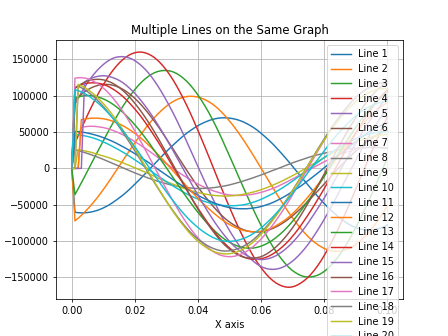 Multiple Lines on the Same Graph
150000
100000
50000
0
−50000
−100000
−150000
0.00
0.02
0.04
0.06
0.08
X axis
Line 1
Line 2
Line 3
Line 4
Line 5
Line 6
Line 7
Line 8
Line 9
Line 10
Line 11
Line 12
Line 13
Line 14
Line 15
Line 16
Line 17
Line 18
Line 19
Line 20